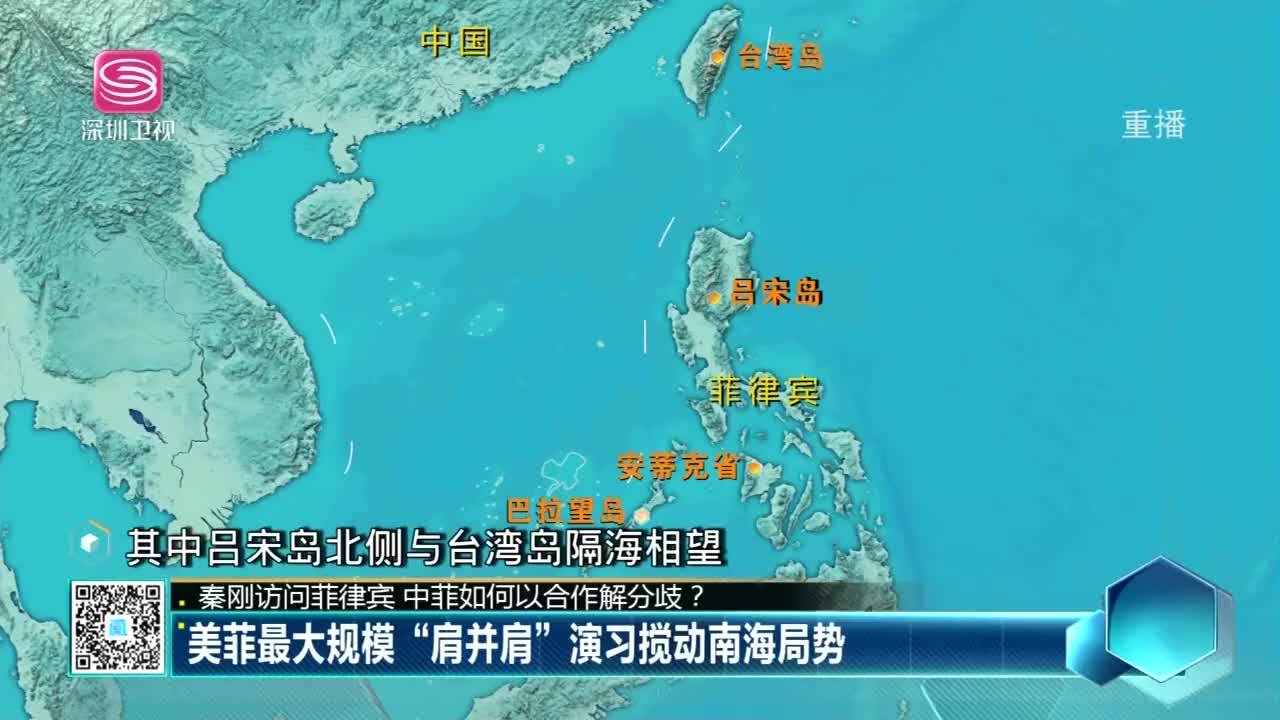 中国
台湾岛
深圳卫视
重播
吕宋岛
菲律宾
安蒂克省
巴拉望岛
其中吕宋岛北侧与台湾岛隔海相望
秦刚访问菲律宾 中菲如何以合作解分歧？
美菲最大规模“肩并肩”演习搅动南海局势